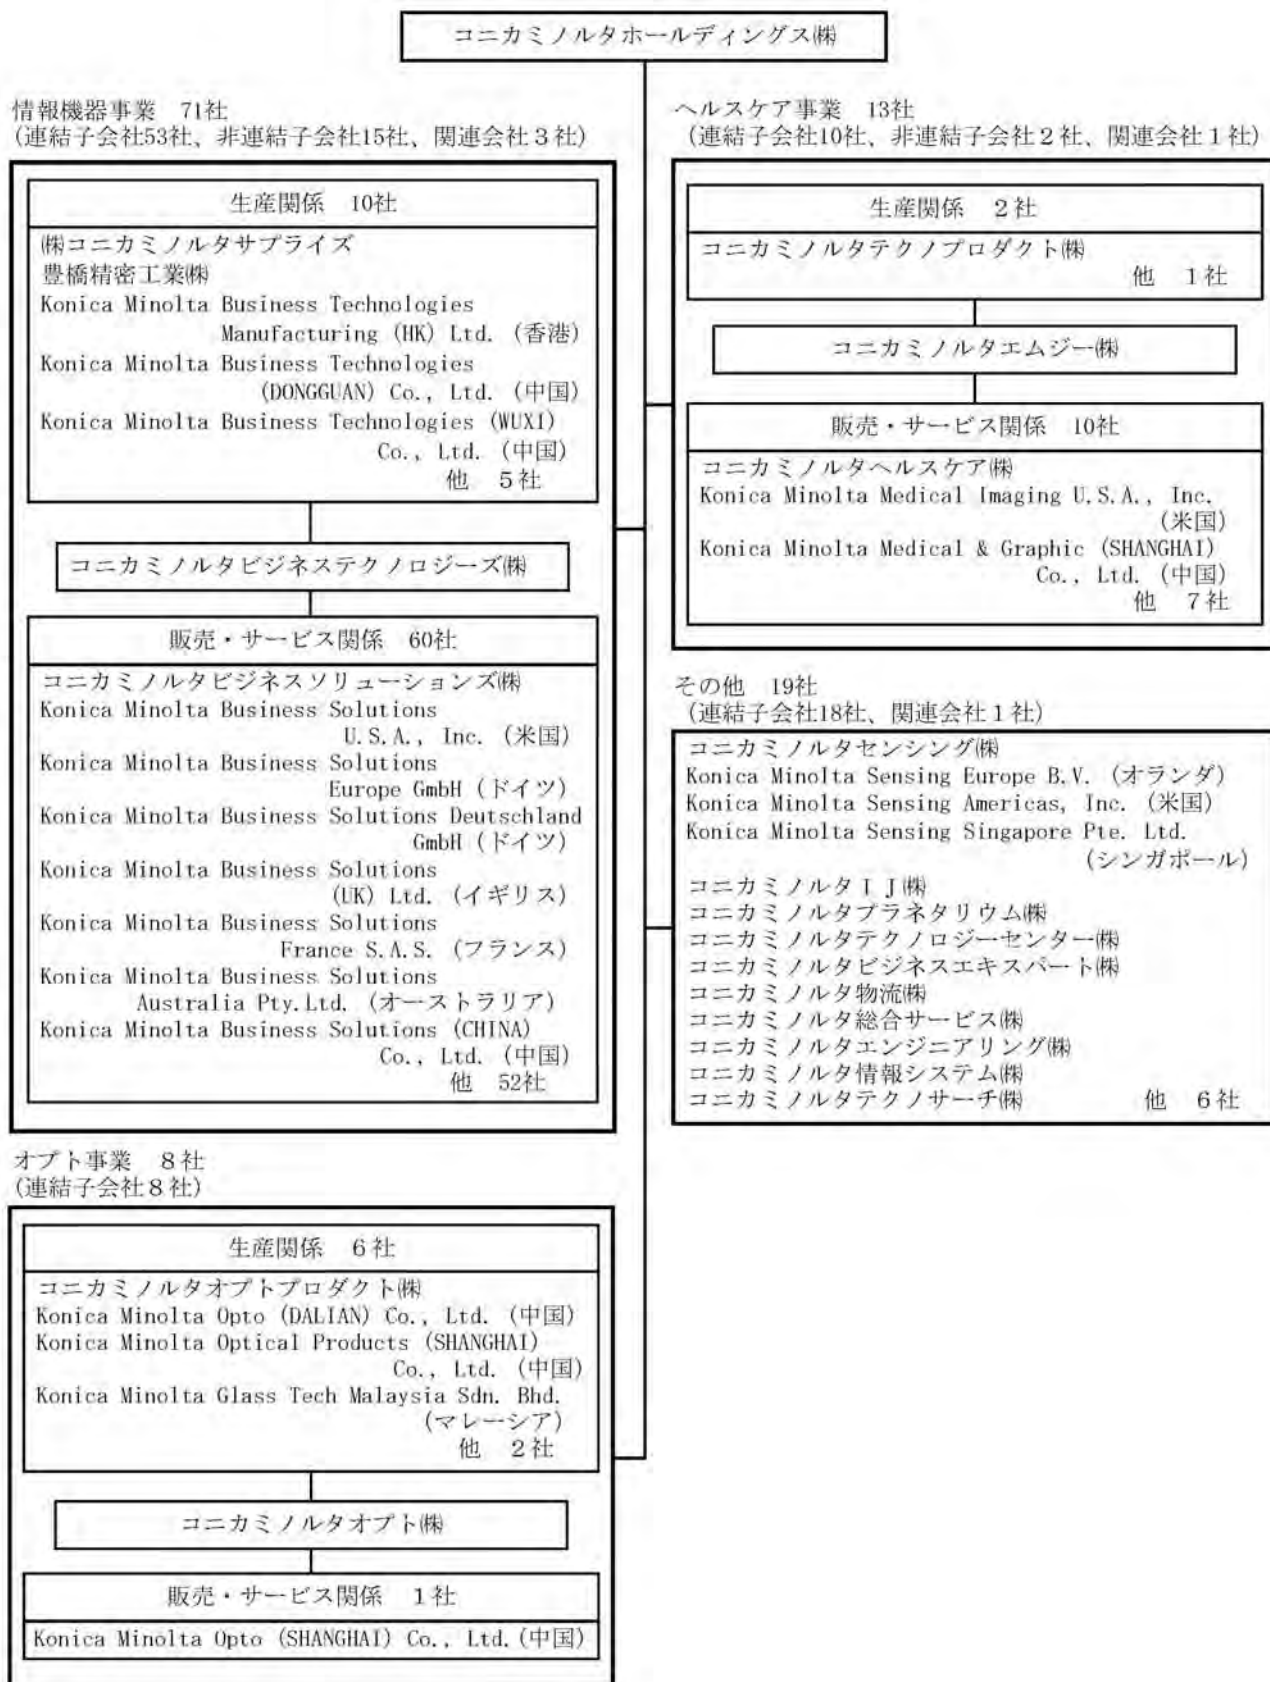 コニカミノルタホールディングス㈱
情報機器事業　71社
(連結子会社53社、非連結子会社15社、関連会社３社)
生産関係　10社
㈱コニカミノルタサプライズ
豊橋精密工業㈱
Konica Minolta Business Technologies
Manufacturing (HK) Ltd. (香港)
Konica Minolta Business Technologies
(DONGGUAN) Co., Ltd. (中国)
Konica Minolta Business Technologies (WUXI)
Co., Ltd. (中国)
他　５社
コニカミノルタビジネステクノロジーズ㈱
販売・サービス関係　60社
コニカミノルタビジネスソリューションズ㈱
Konica Minolta Business Solutions
U.S.A., Inc. (米国)
Konica Minolta Business Solutions
Europe GmbH (ドイツ)
Konica Minolta Business Solutions Deutschland
GmbH (ドイツ)
Konica Minolta Business Solutions
(UK) Ltd. (イギリス)
Konica Minolta Business Solutions
France S.A.S. (フランス)
Konica Minolta Business Solutions
Australia Pty.Ltd. (オーストラリア)
Konica Minolta Business Solutions (CHINA)
Co., Ltd. (中国)
他　52社
オプト事業　８社
(連結子会社８社)
生産関係　６社
コニカミノルタオプトプロダクト㈱
Konica Minolta Opto (DALIAN) Co., Ltd. (中国)
Konica Minolta Optical Products (SHANGHAI)
Co., Ltd. (中国)
Konica Minolta Glass Tech Malaysia Sdn. Bhd.
(マレーシア)
他　２社
コニカミノルタオプト㈱
販売・サービス関係　１社
Konica Minolta Opto (SHANGHAI) Co., Ltd.(中国)
ヘルスケア事業　13社
(連結子会社10社、非連結子会社２社、関連会社１社)
生産関係　２社
コニカミノルタテクノプロダクト㈱
他　１社
コニカミノルタエムジー㈱
販売・サービス関係　10社
コニカミノルタヘルスケア㈱
Konica Minolta Medical Imaging U.S.A., Inc.
(米国)
Konica Minolta Medical & Graphic (SHANGHAI)
Co., Ltd. (中国)
他　７社
その他　19社
(連結子会社18社、関連会社１社)
コニカミノルタセンシング㈱
Konica Minolta Sensing Europe B.V. (オランダ)
Konica Minolta Sensing Americas, Inc. (米国)
Konica Minolta Sensing Singapore Pte. Ltd.
(シンガポール)
コニカミノルタＩＪ㈱
コニカミノルタプラネタリウム㈱
コニカミノルタテクノロジーセンター㈱
コニカミノルタビジネスエキスパート㈱
コニカミノルタ物流㈱
コニカミノルタ総合サービス㈱
コニカミノルタエンジニアリング㈱
コニカミノルタ情報システム㈱
コニカミノルタテクノサーチ㈱　　　　他　６社